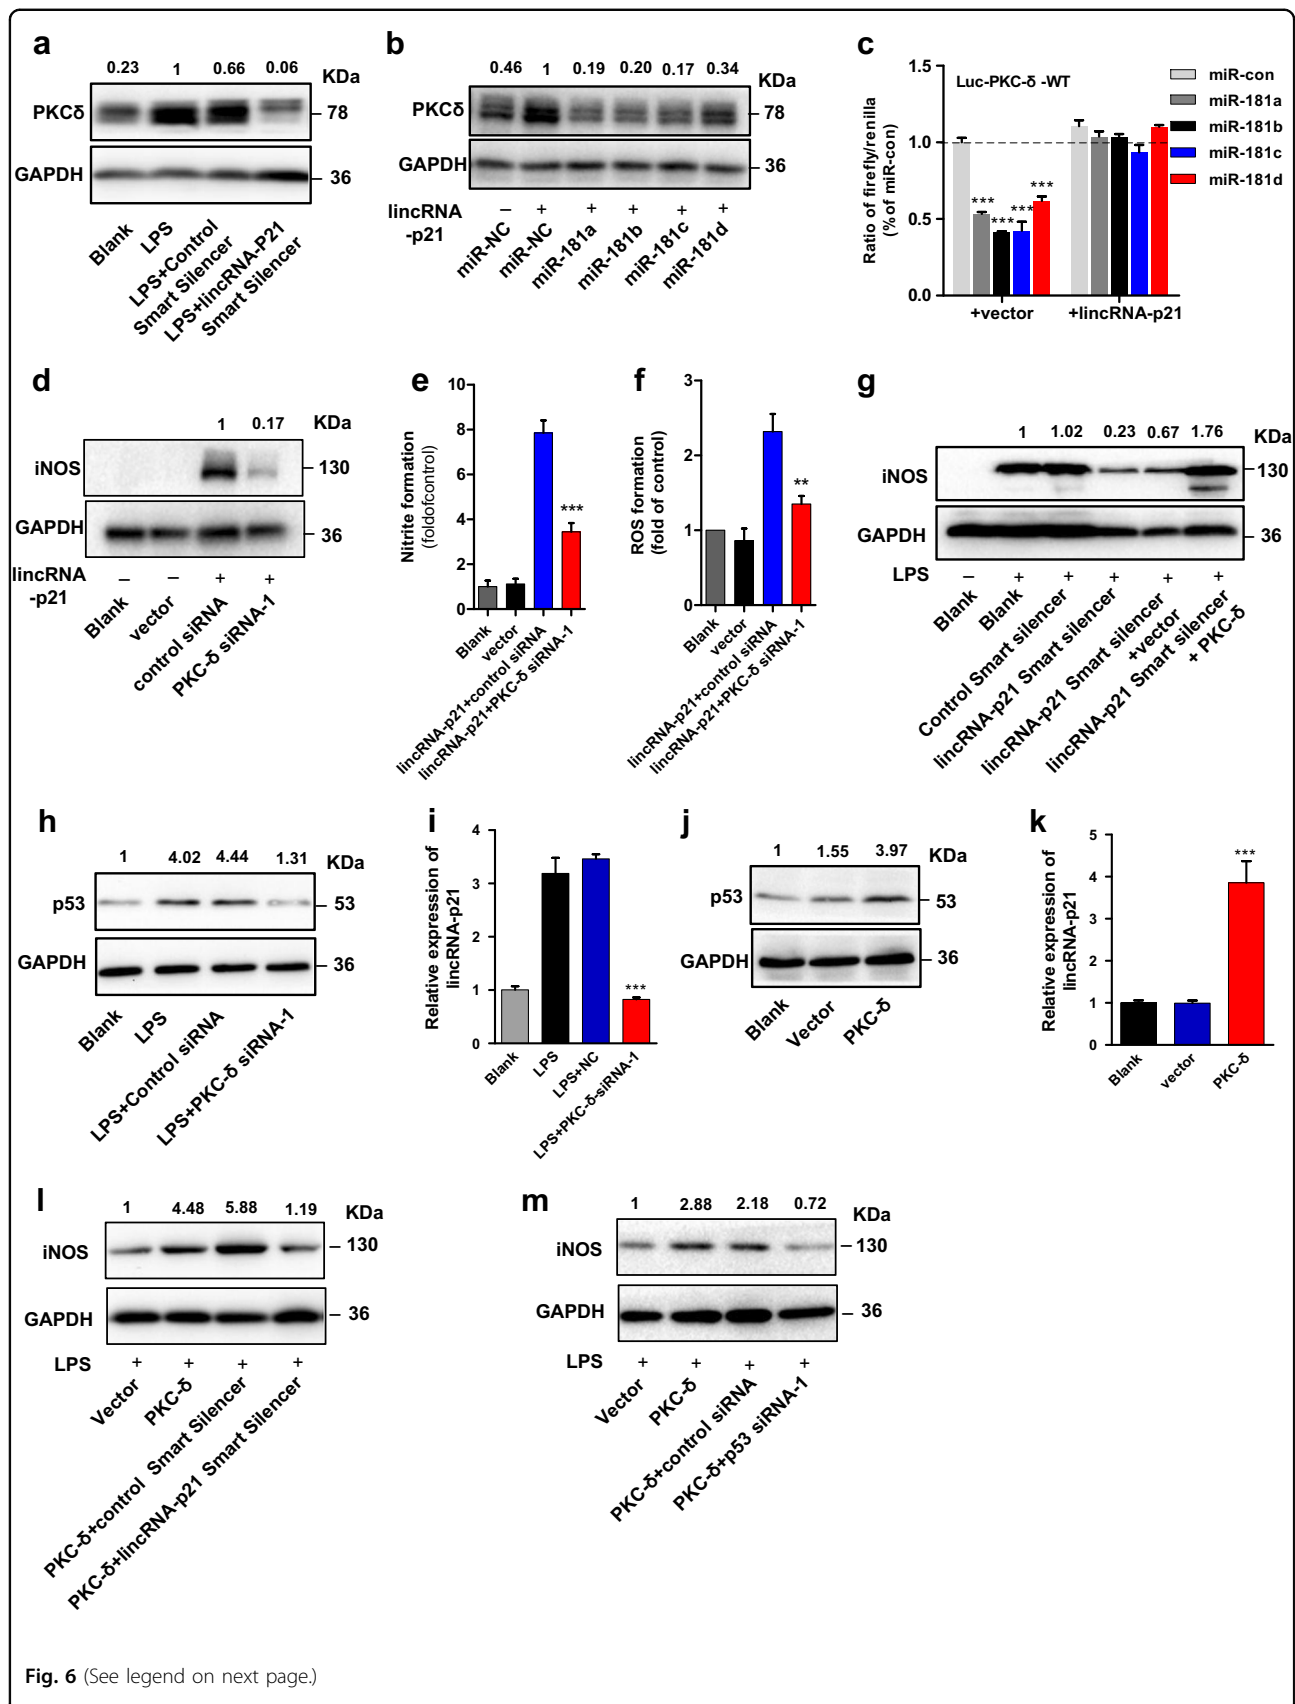 a
0.23 1 0.66 0.06
KDa
PKCδ
78
GAPDH
36
Blank
LPS
LPS+Control
Smart Silencer
LPS+lincRNA-P21
Smart Silencer
b
0.46 1 0.19 0.20 0.17 0.34
KDa
PKCδ
78
GAPDH
36
lincRNA
-p21
– + + + + +
miR-NC
miR-NC
miR-181a
miR-181b
miR-181c
miR-181d
c
Luc-PKC-δ -WT
Ratio of firefly/renilla
(% of miR-con)
1.5
1.0
0.5
0.0
*** *** *** ***
+vector
+lincRNA-p21
miR-con
miR-181a
miR-181b
miR-181c
miR-181d
d
1 0.17
KDa
iNOS
130
GAPDH
36
lincRNA
-p21
– – + +
Blank
vector
control siRNA
PKC-δ siRNA-1
e
Nitrite formation
(foldofcontrol)
10
8
6
4
2
0
***
Blank
vector
lincRNA-p21+control siRNA
lincRNA-p21+PKC-δ siRNA-1
f
ROS formation
(fold of control)
3
2
1
0
**
Blank
vector
lincRNA-p21+control siRNA
lincRNA-p21+PKC-δ siRNA-1
g
1 1.02 0.23 0.67 1.76
KDa
iNOS
130
GAPDH
36
LPS
– + + + + +
Blank
Blank
Control Smart silencer
lincRNA-p21 Smart silencer
lincRNA-p21 Smart silencer
+vector
lincRNA-p21 Smart silencer
+ PKC-δ
h
1 4.02 4.44 1.31
KDa
p53
53
GAPDH
36
Blank
LPS
LPS+Control siRNA
LPS+PKC-δ siRNA-1
i
Relative expression of
lincRNA-p21
4
3
2
1
0
***
Blank
LPS
LPS+NC
LPS+PKC-δ-siRNA-1
j
1 1.55 3.97
KDa
p53
53
GAPDH
36
Blank
Vector
PKC-δ
k
Relative expression of
lincRNA-p21
5
4
3
2
1
0
***
Blank
vector
PKC-δ
l
1 4.48 5.88 1.19
KDa
iNOS
130
GAPDH
36
LPS
+ + + +
Vector
PKC-δ
PKC-δ+control Smart Silencer
PKC-δ+lincRNA-p21 Smart Silencer
m
1 2.88 2.18 0.72
KDa
iNOS
130
GAPDH
36
LPS
+ + + +
Vector
PKC-δ
PKC-δ+control siRNA
PKC-δ+p53 siRNA-1
Fig. 6 (See legend on next page.)